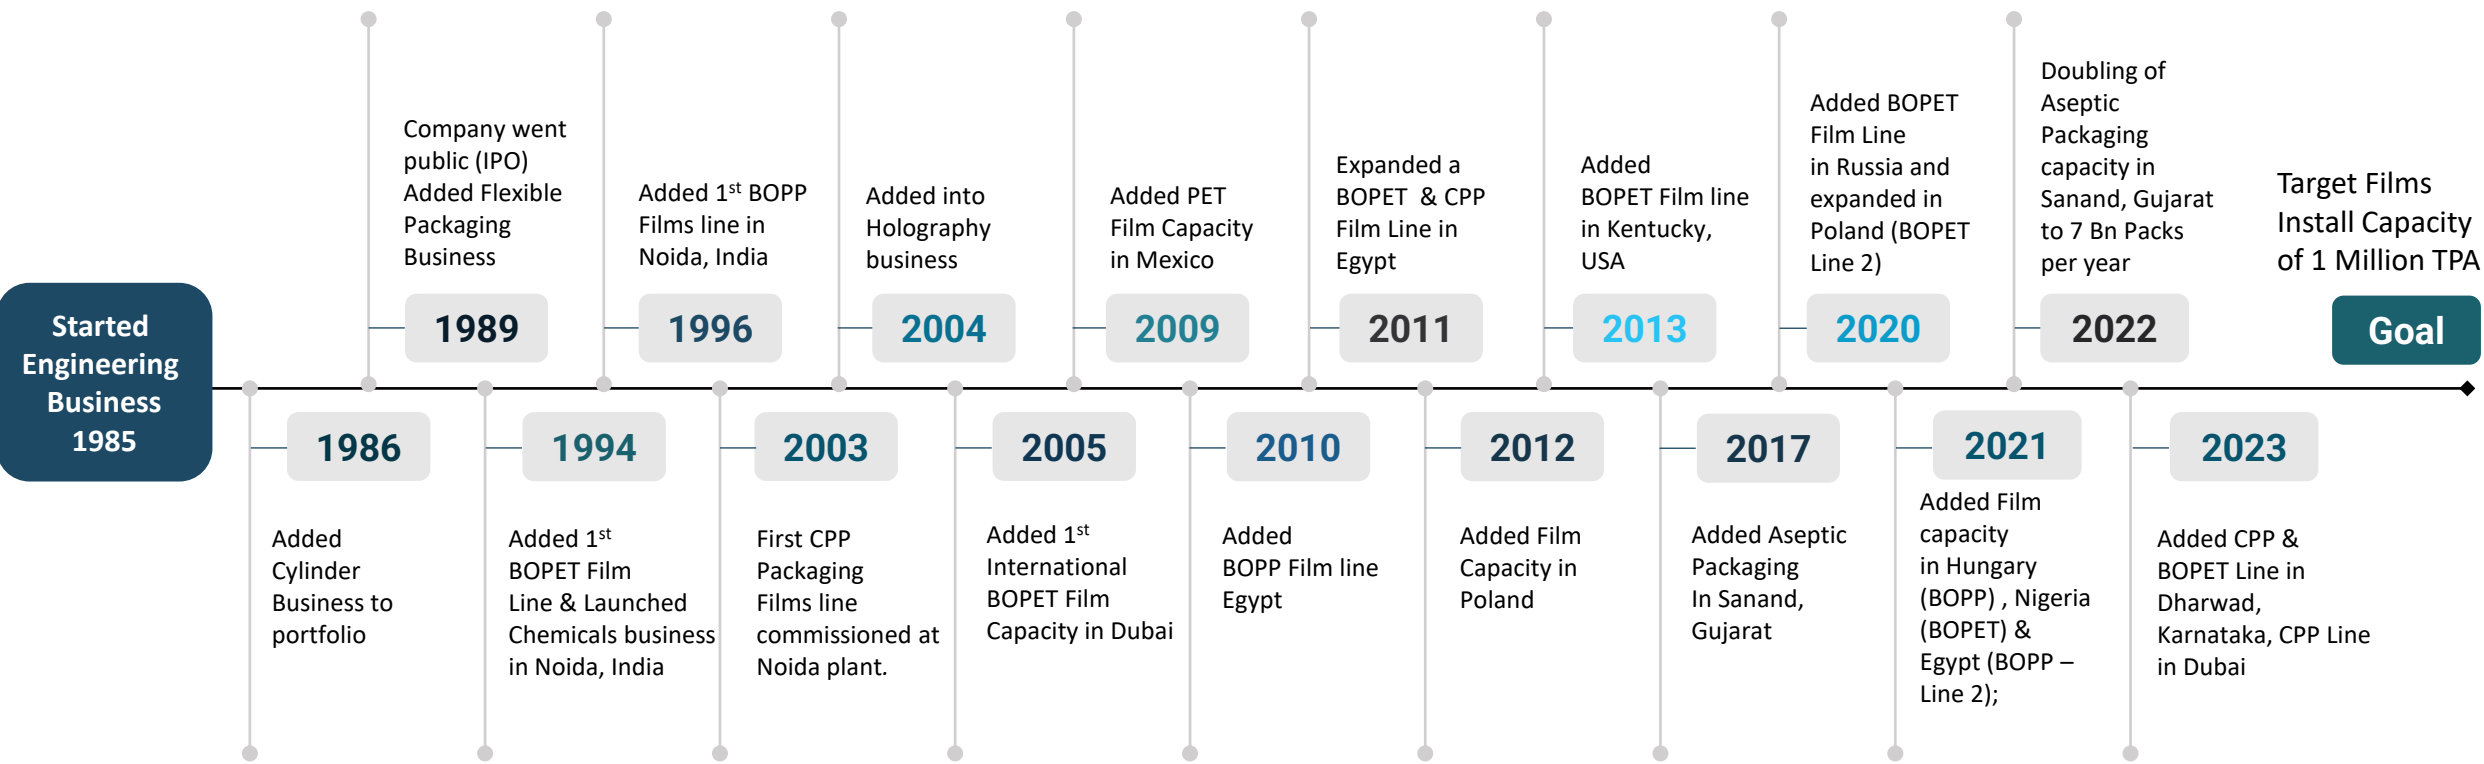 Started
Engineering
Business
1985
1986
Added
Cylinder
Business to
portfolio
Company went
public (IPO)
Added Flexible
Packaging
Business
1989
1994
Added 1st
BOPET Film
Line & Launched
Chemicals business
in Noida, India
Added 1st BOPP
Films line in
Noida, India
1996
2003
First CPP
Packaging
Films line
commissioned at
Noida plant.
Added into
Holography
business
2004
2005
Added 1st
International
BOPET Film
Capacity in Dubai
Added PET
Film Capacity
in Mexico
2009
2010
Added
BOPP Film line
Egypt
Expanded a
BOPET & CPP
Film Line in
Egypt
2011
2012
Added Film
Capacity in
Poland
Added
BOPET Film line
in Kentucky,
USA
2013
2017
Added Aseptic
Packaging
In Sanand,
Gujarat
Added BOPET
Film Line
in Russia and
expanded in
Poland (BOPET
Line 2)
2020
2021
Added Film
capacity
in Hungary
(BOPP) , Nigeria
(BOPET) &
Egypt (BOPP –
Line 2);
Doubling of
Aseptic
Packaging
capacity in
Sanand, Gujarat
to 7 Bn Packs
per year
2022
2023
Added CPP &
BOPET Line in
Dharwad,
Karnataka, CPP Line
in Dubai
Target Films
Install Capacity
of 1 Million TPA
Goal